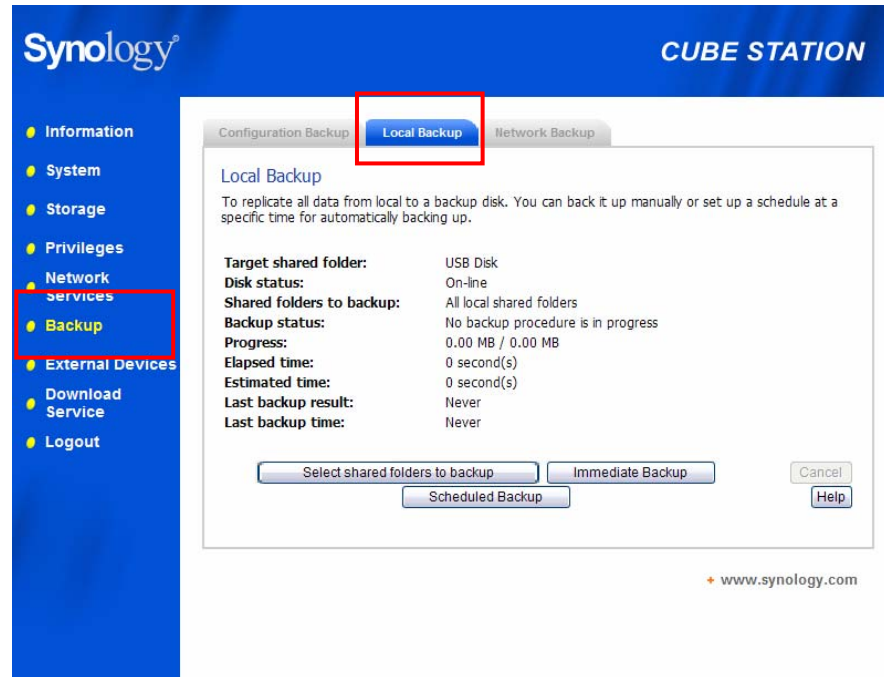 Synology®
CUBE STATION
Information
System
Storage
Privileges
Network
Services
Backup
External Devices
Download
Service
Logout
Configuration Backup
Local Backup
Network Backup
Local Backup
To replicate all data from local to a backup disk. You can back it up manually or set up a schedule at a
specific time for automatically backing up.
Target shared folder: USB Disk
Disk status: On-line
Shared folders to backup: All local shared folders
Backup status: No backup procedure is in progress
Progress: 0.00 MB / 0.00 MB
Elapsed time: 0 second(s)
Estimated time: 0 second(s)
Last backup result: Never
Last backup time: Never
Select shared folders to backup
Immediate Backup
Cancel
Scheduled Backup
Help
+ www.synology.com